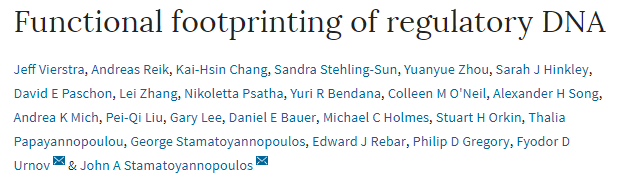 Functional footprinting of regulatory DNA
Jeff Vierstra, Andreas Reik, Kai-Hsin Chang, Sandra Stehling-Sun, Yuanyue Zhou, Sarah J Hinkley,
David E Paschon, Lei Zhang, Nikoletta Psatha, Yuri R Bendana, Colleen M O'Neil, Alexander H Song,
Andrea K Mich, Pei-Qi Liu, Gary Lee, Daniel E Bauer, Michael C Holmes, Stuart H Orkin, Thalia
Papayannopoulou, George Stamatoyannopoulos, Edward J Rebar, Philip D Gregory, Fyodor D
Urnov & John A Stamatoyannopoulos